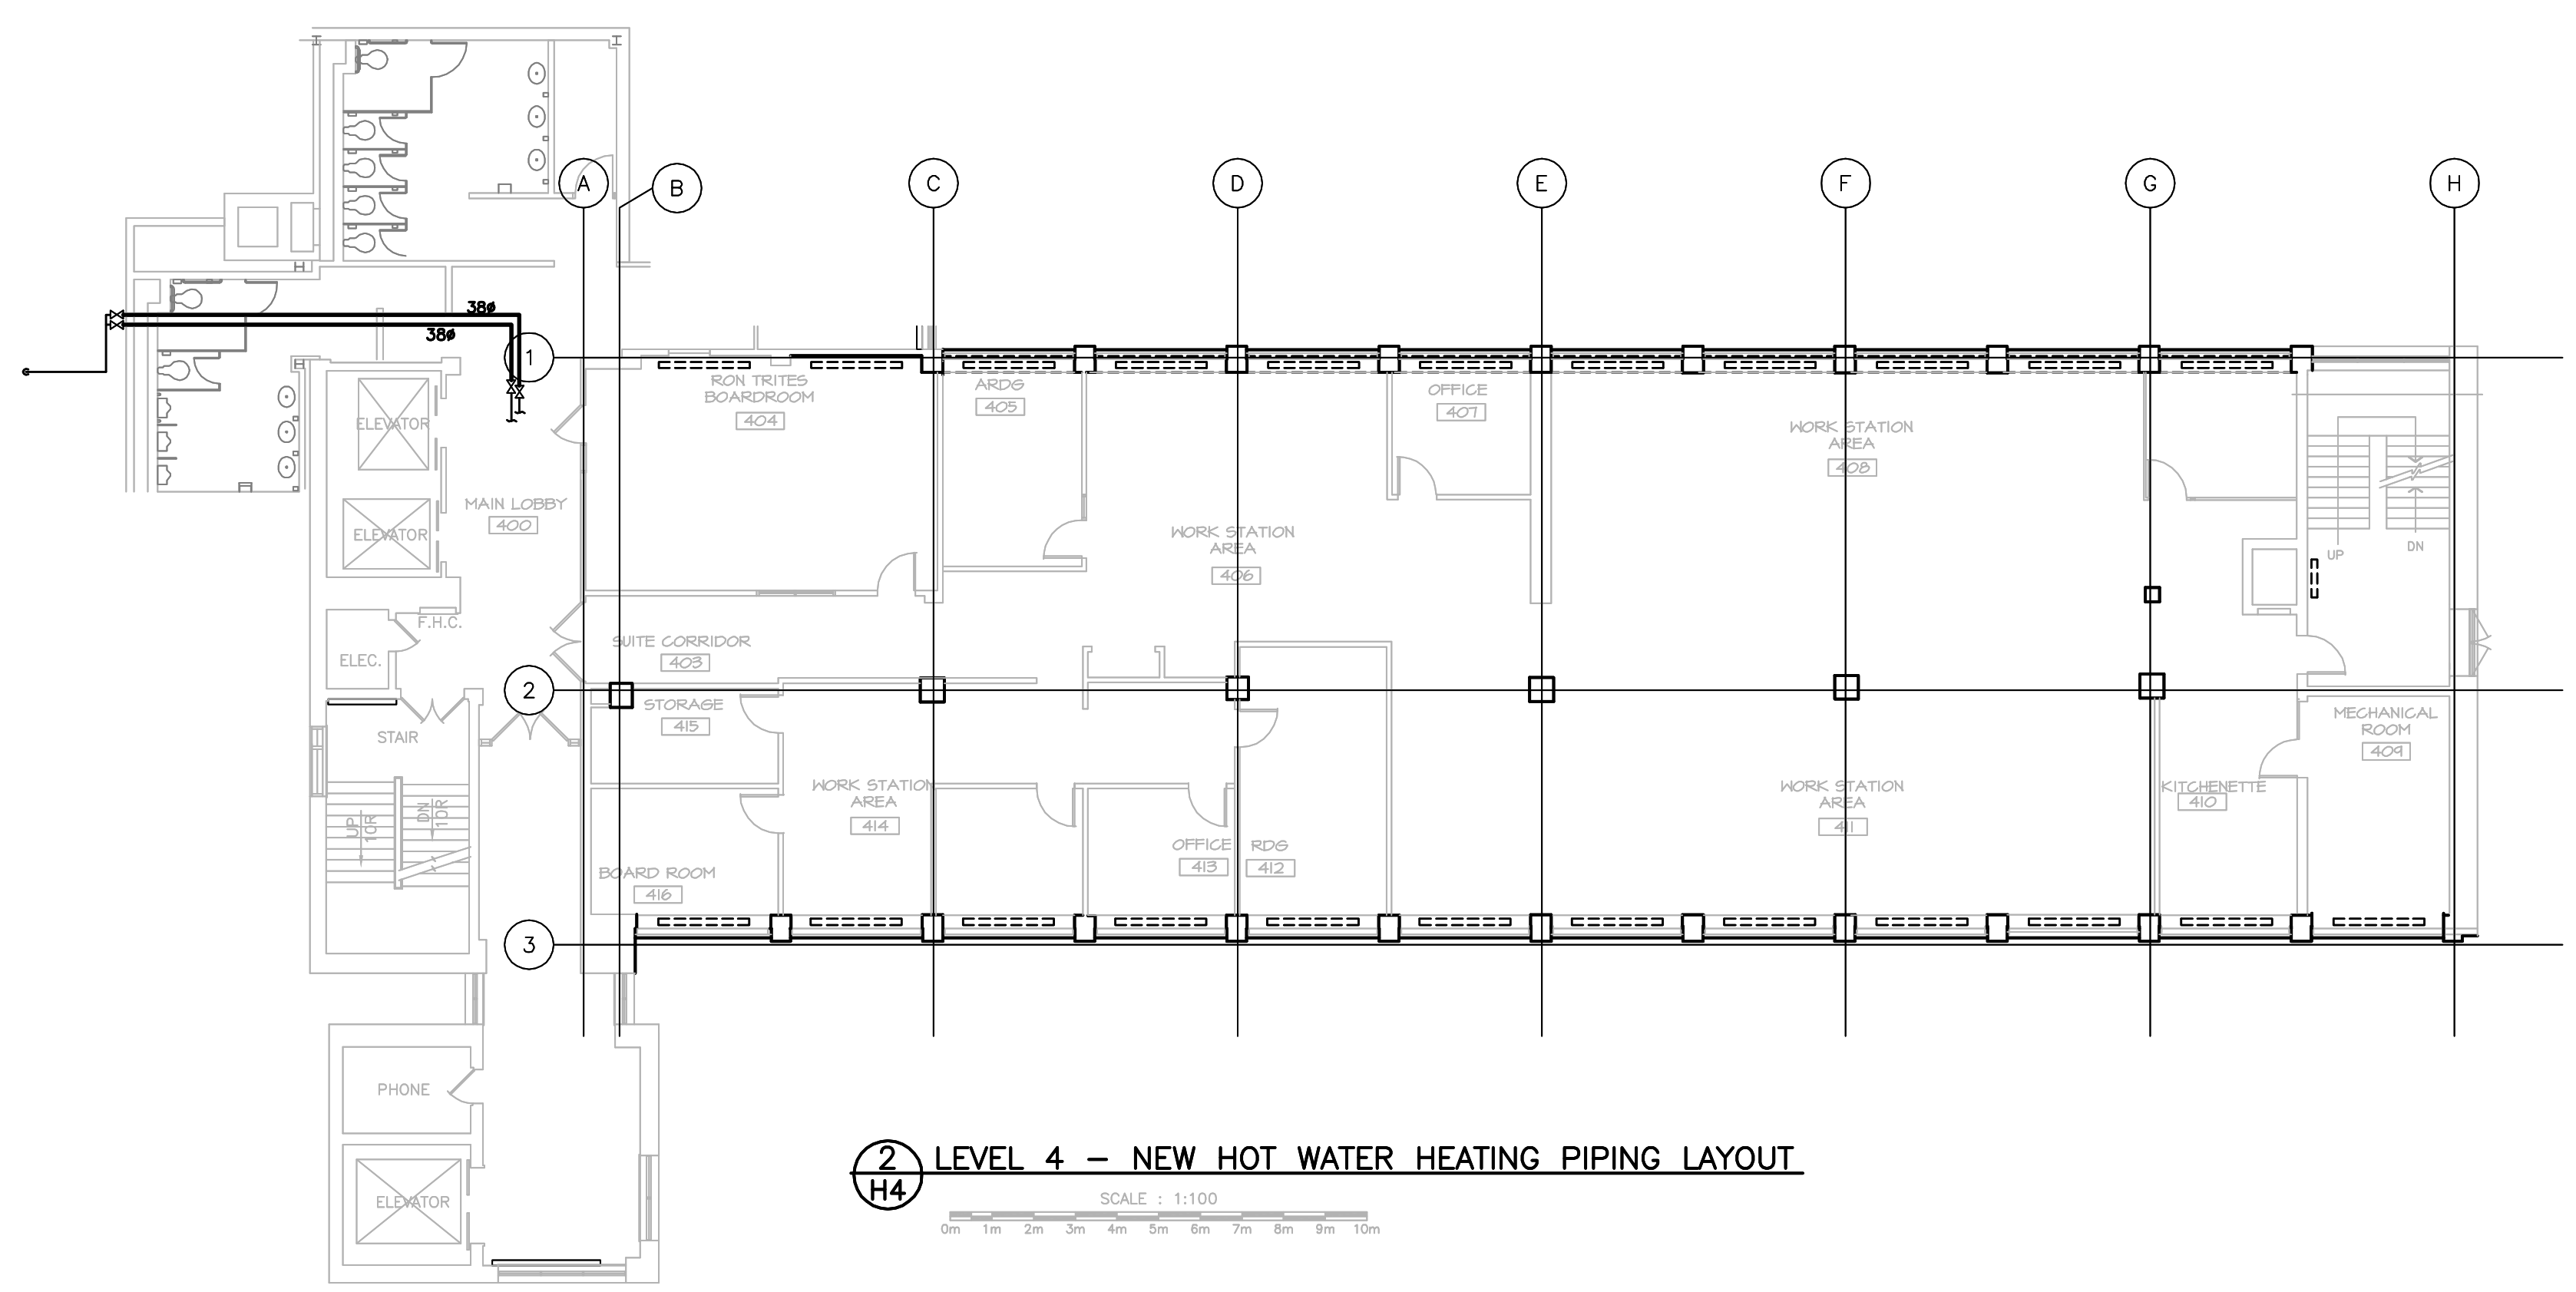 A
B
C
D
E
F
G
H
38ø
38ø
1
RON TRITES
BOARDROOM
404
ARDG
405
OFFICE
407
WORK STATION
AREA
408
ELEVATOR
MAIN LOBBY
400
ELEVATOR
WORK STATION
AREA
406
UP
DN
F.H.C.
SUITE CORRIDOR
403
ELEC.
2
STORAGE
415
STAIR
MECHANICAL
ROOM
409
WORK STATION
AREA
414
WORK STATION
AREA
411
KITCHENETTE
410
UP
10R
DN
10R
OFFICE
413
RDG
412
BOARD ROOM
416
3
PHONE
ELEVATOR
2
H4
LEVEL 4 - NEW HOT WATER HEATING PIPING LAYOUT
SCALE : 1:100
0m 1m 2m 3m 4m 5m 6m 7m 8m 9m 10m